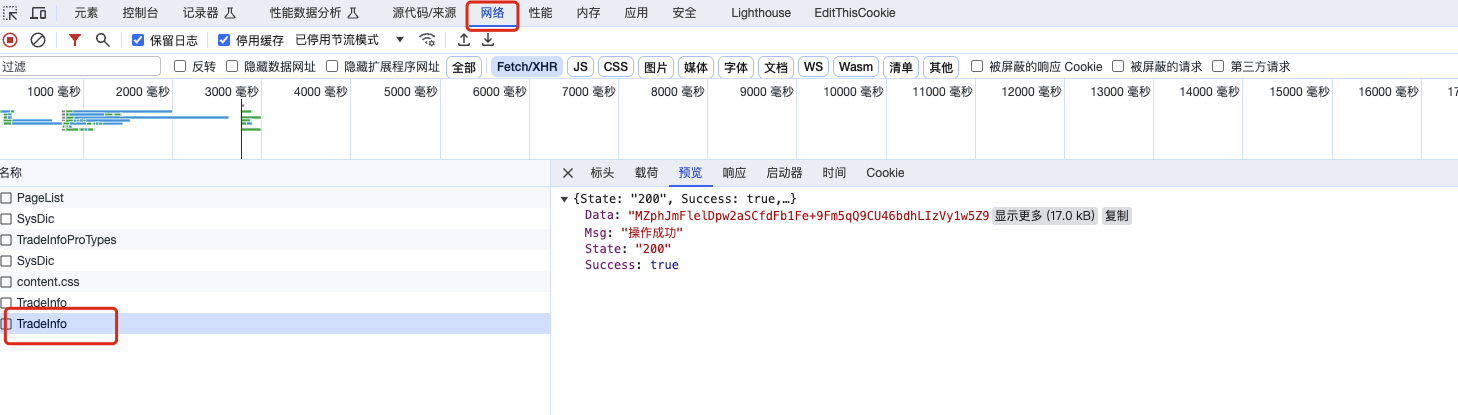 元素 控制台 记录器 性能数据分析 源代码/来源 网络 性能 内存 应用 安全 Lighthouse EditThisCookie
保留日志 停用缓存 已停用节流模式
过滤 反转 隐藏数据网址 隐藏扩展程序网址 全部 Fetch/XHR JS CSS 图片 媒体 字体 文档 WS Wasm 清单 其他 被屏蔽的响应 Cookie 被屏蔽的请求 第三方请求
1000 毫秒 2000 毫秒 3000 毫秒 4000 毫秒 5000 毫秒 6000 毫秒 7000 毫秒 8000 毫秒 9000 毫秒 10000 毫秒 11000 毫秒 12000 毫秒 13000 毫秒 14000 毫秒 15000 毫秒 16000 毫秒 17
名称
PageList
SysDic
TradeInfoProTypes
SysDic
content.css
TradeInfo
TradeInfo
标头 载荷 预览 响应 启动器 时间 Cookie
{State: "200", Success: true,…}
Data: "MZphJmFlelDpw2aSCfdFb1Fe+9Fm5qQ9CU46bdhLIzVy1w5Z9 显示更多 (17.0 kB) 复制
Msg: "操作成功"
State: "200"
Success: true